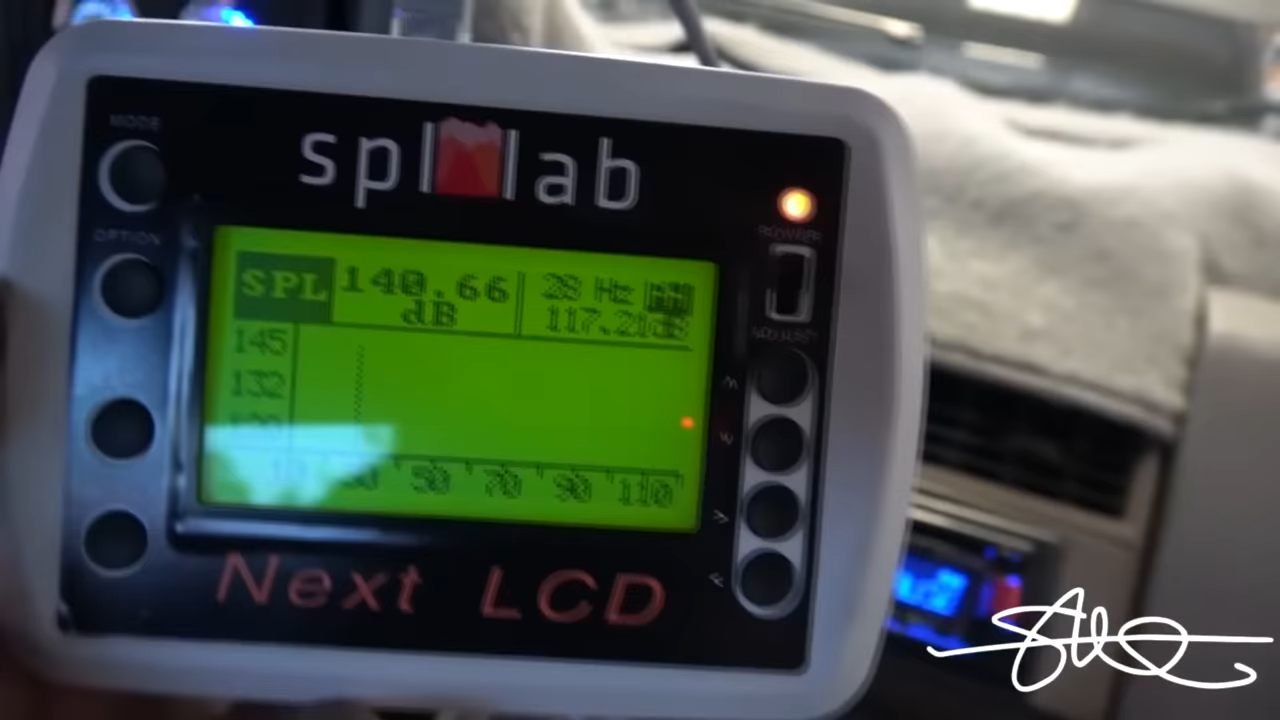 MODE
spl lab
OPTION
POWER
SPL 140.66 dB
28 Hz
117.21dB
ADJUST
145
132
50 70 90 110
Next LCD